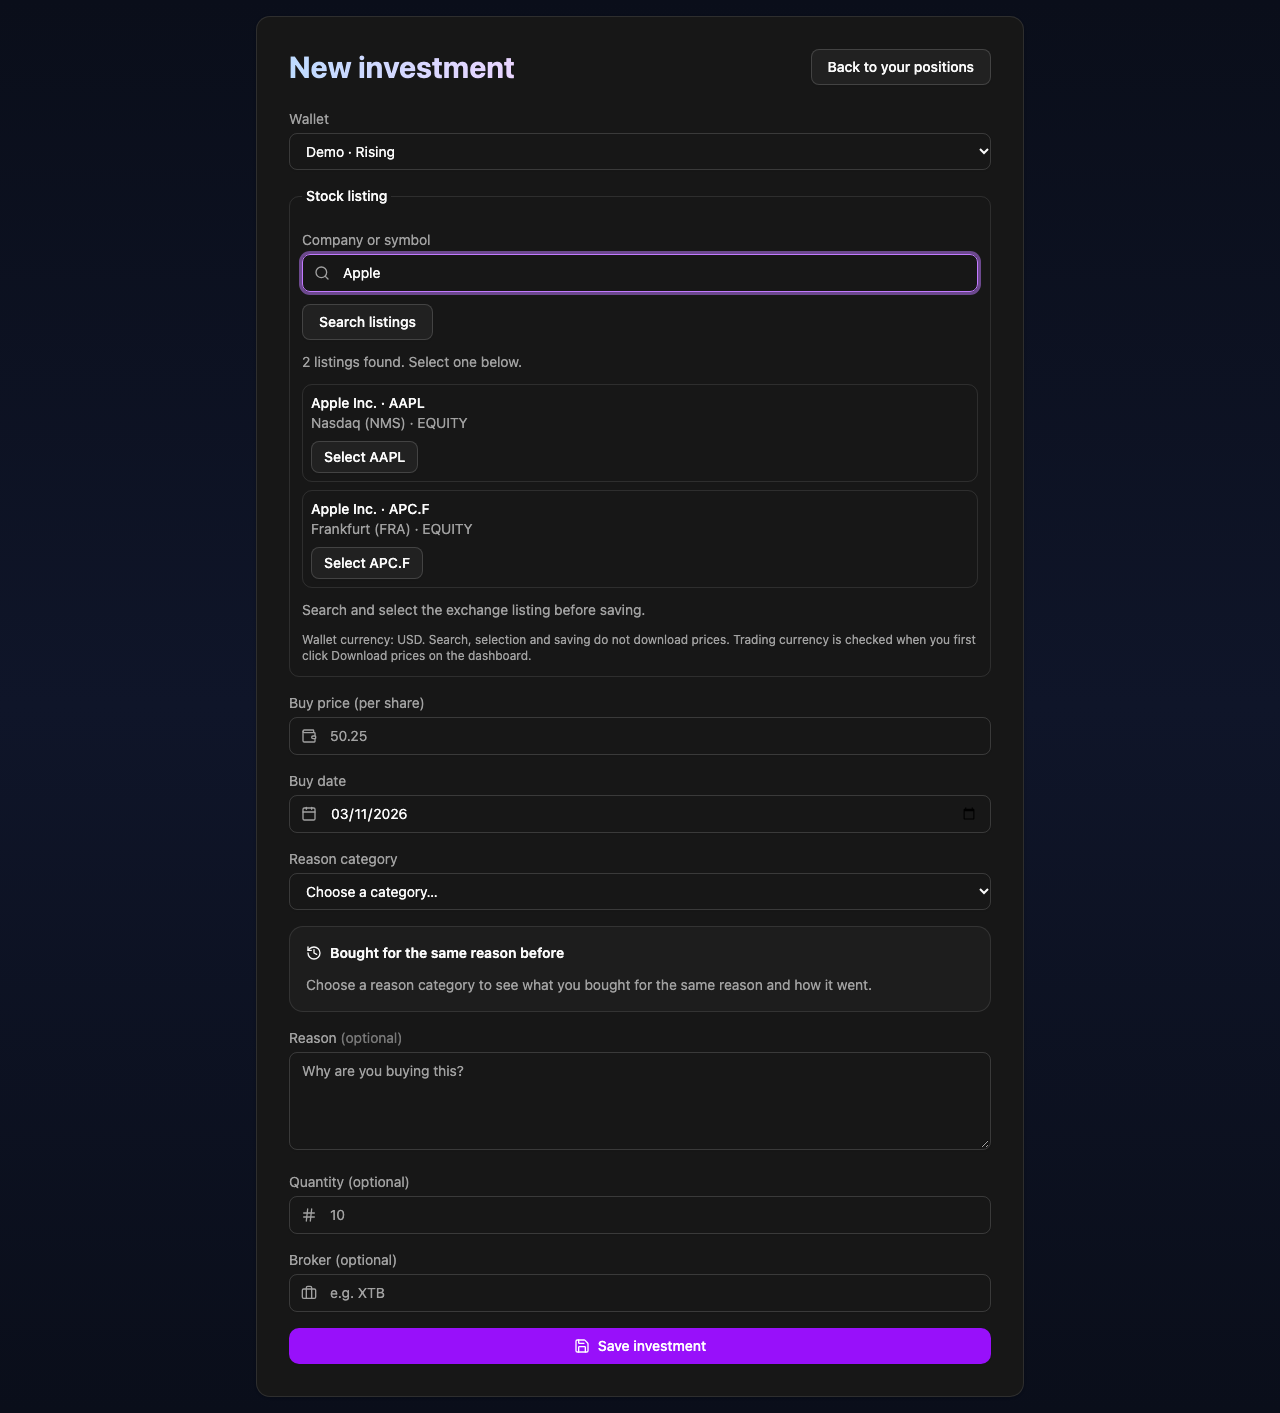 New investment
Back to your positions
Wallet
Demo · Rising
Stock listing
Company or symbol
Apple
Search listings
2 listings found. Select one below.
Apple Inc. · AAPL
Nasdaq (NMS) · EQUITY
Select AAPL
Apple Inc. · APC.F
Frankfurt (FRA) · EQUITY
Select APC.F
Search and select the exchange listing before saving.
Wallet currency: USD. Search, selection and saving do not download prices. Trading currency is checked when you first
click Download prices on the dashboard.
Buy price (per share)
50.25
Buy date
03/11/2026
Reason category
Choose a category...
Bought for the same reason before
Choose a reason category to see what you bought for the same reason and how it went.
Reason (optional)
Why are you buying this?
Quantity (optional)
10
Broker (optional)
e.g. XTB
Save investment